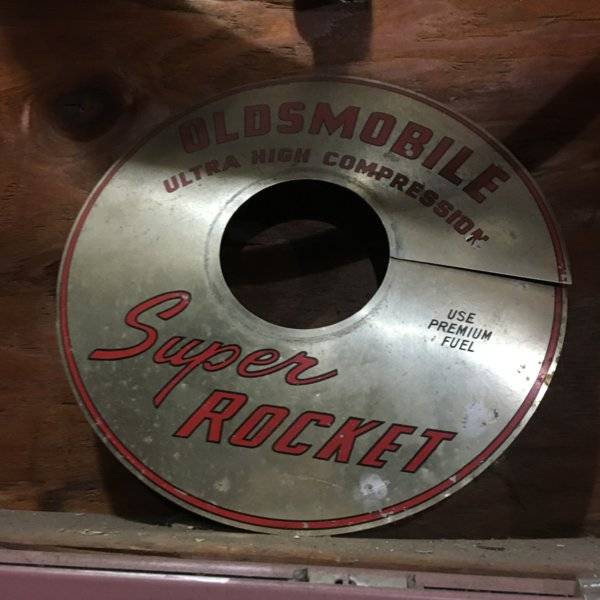 OLDSMOBILE
ULTRA HIGH COMPRESSION
USE
PREMIUM
FUEL
Super
ROCKET